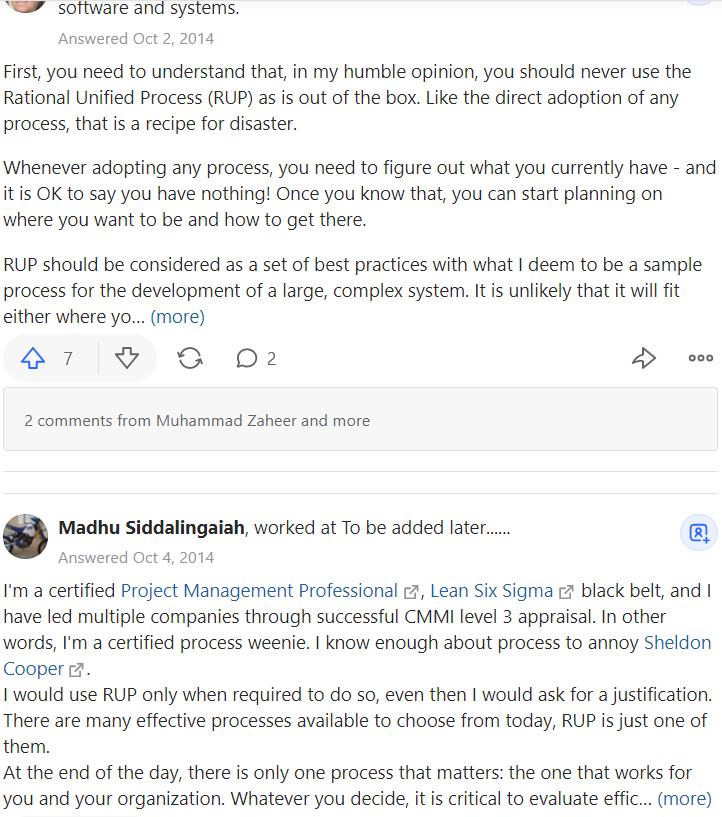 software and systems.
Answered Oct 2, 2014
First, you need to understand that, in my humble opinion, you should never use the
Rational Unified Process (RUP) as is out of the box. Like the direct adoption of any
process, that is a recipe for disaster.
Whenever adopting any process, you need to figure out what you currently have - and
it is OK to say you have nothing! Once you know that, you can start planning on
where you want to be and how to get there.
RUP should be considered as a set of best practices with what I deem to be a sample
process for the development of a large, complex system. It is unlikely that it will fit
either where yo... (more)
7
2
2 comments from Muhammad Zaheer and more
Madhu Siddalingaiah, worked at To be added later......
Answered Oct 4, 2014
I'm a certified Project Management Professional, Lean Six Sigma black belt, and I
have led multiple companies through successful CMMI level 3 appraisal. In other
words, I'm a certified process weenie. I know enough about process to annoy Sheldon
Cooper.
I would use RUP only when required to do so, even then I would ask for a justification.
There are many effective processes available to choose from today, RUP is just one of
them.
At the end of the day, there is only one process that matters: the one that works for
you and your organization. Whatever you decide, it is critical to evaluate effic... (more)